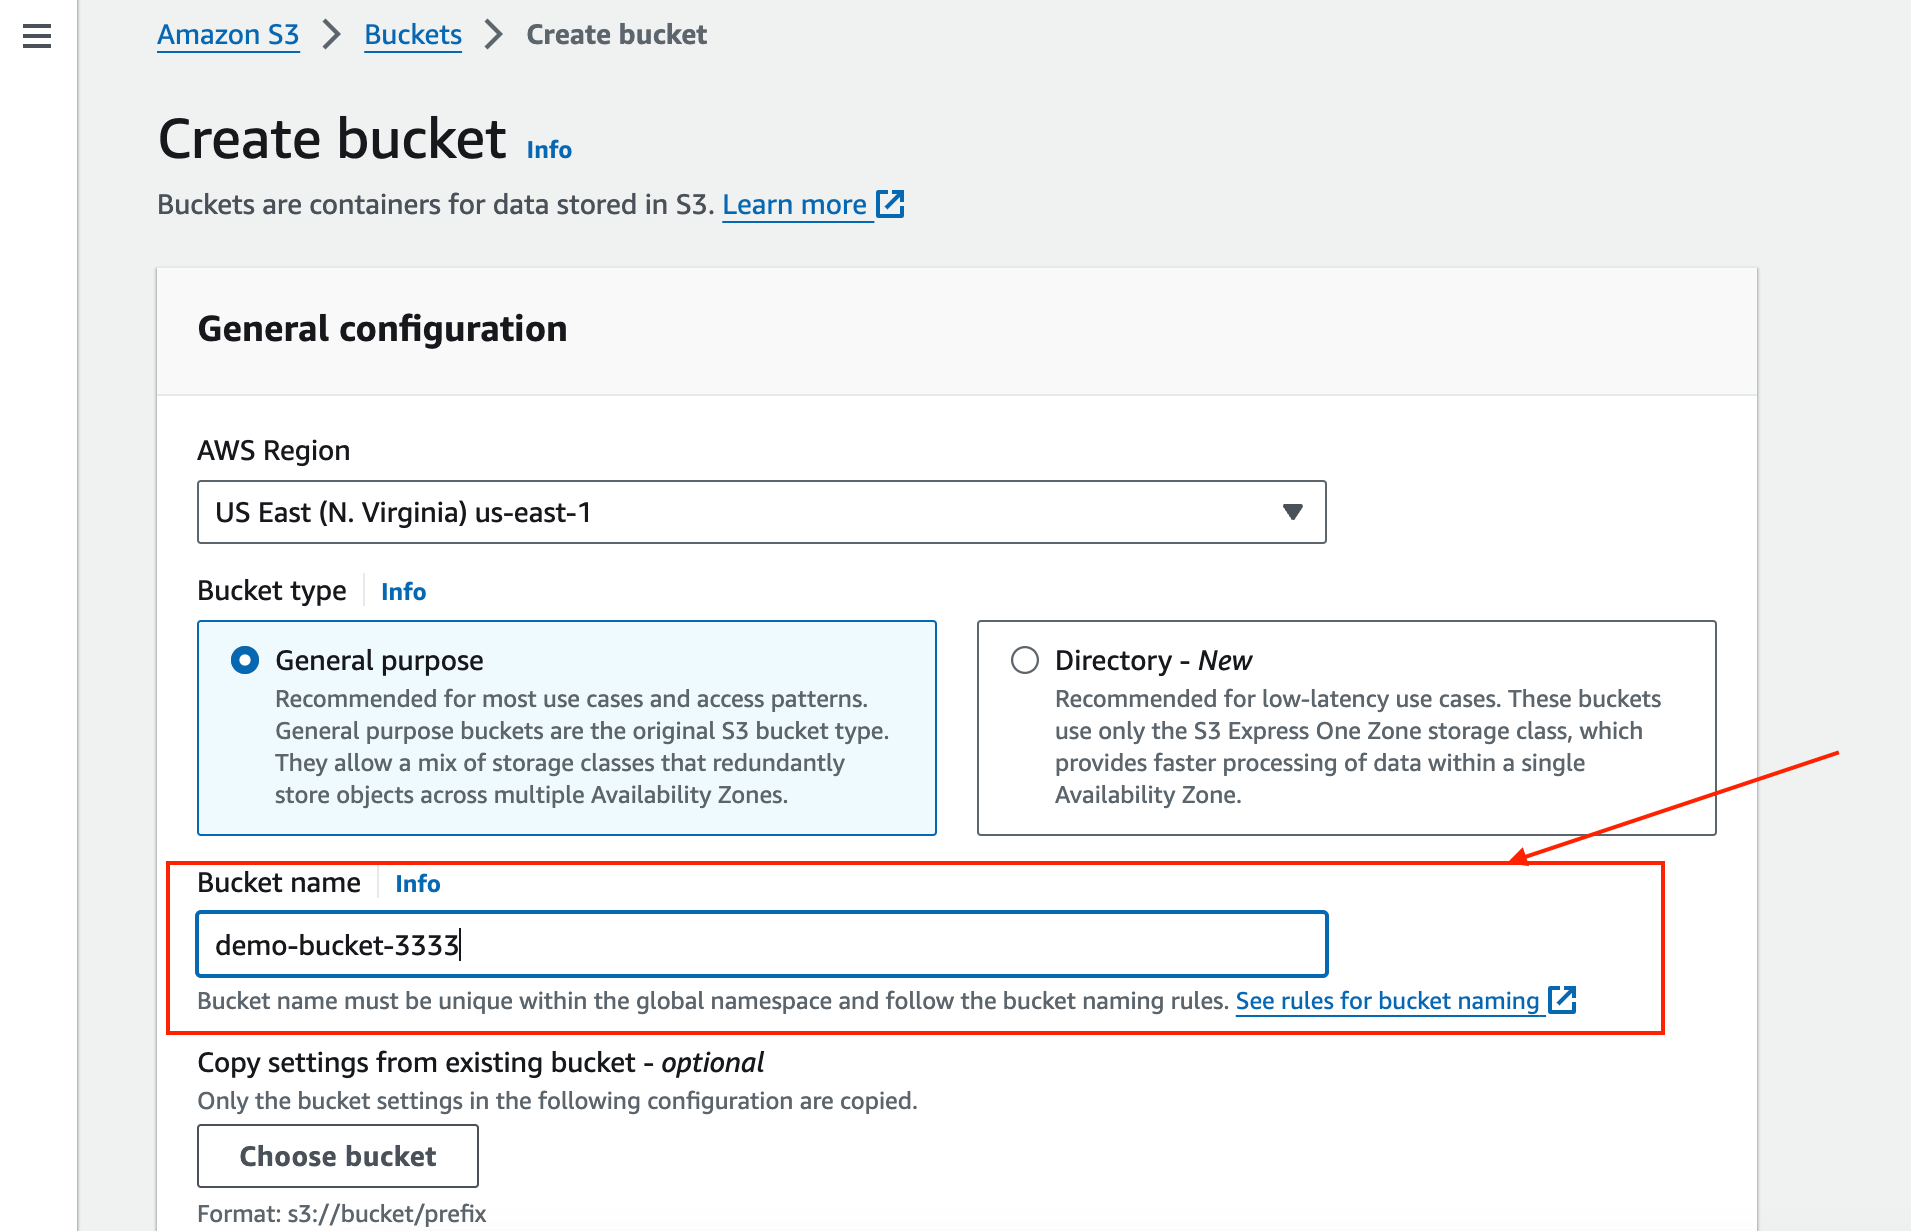 Amazon S3 > Buckets > Create bucket
Create bucket Info
Buckets are containers for data stored in S3. Learn more
General configuration
AWS Region
US East (N. Virginia) us-east-1
Bucket type Info
General purpose
Recommended for most use cases and access patterns.
General purpose buckets are the original S3 bucket type.
They allow a mix of storage classes that redundantly
store objects across multiple Availability Zones.
Directory - New
Recommended for low-latency use cases. These buckets
use only the S3 Express One Zone storage class, which
provides faster processing of data within a single
Availability Zone.
Bucket name Info
demo-bucket-3333
Bucket name must be unique within the global namespace and follow the bucket naming rules. See rules for bucket naming
Copy settings from existing bucket - optional
Only the bucket settings in the following configuration are copied.
Choose bucket
Format: s3://bucket/prefix